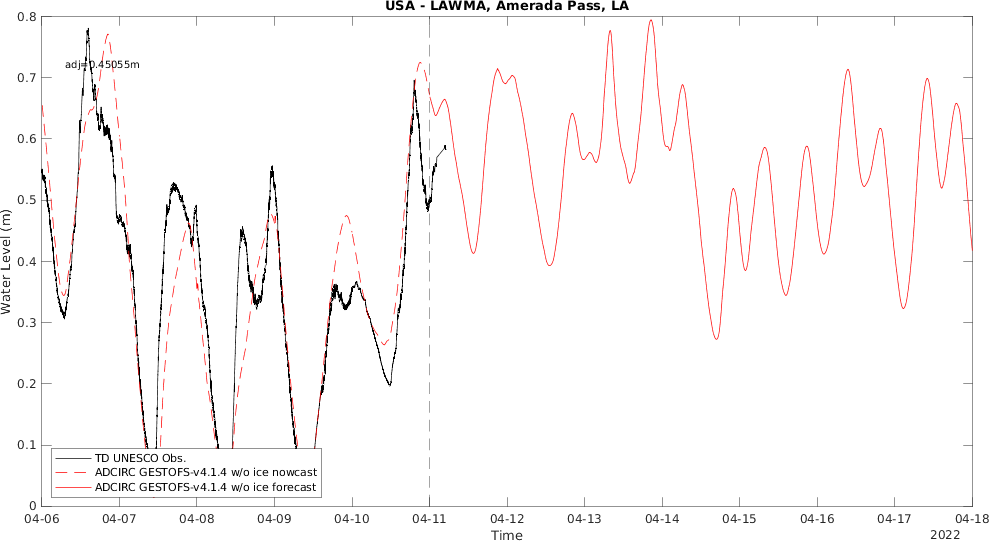 USA - LAWMA, Amerada Pass, LA
0.8
0.7
0.6
0.5
0.4
0.3
0.2
0.1
0
Water Level (m)
adj=0.45055m
TD UNESCO Obs.
ADCIRC GESTOFS-v4.1.4 w/o ice nowcast
ADCIRC GESTOFS-v4.1.4 w/o ice forecast
04-06 04-07 04-08 04-09 04-10 04-11 04-12 04-13 04-14 04-15 04-16 04-17 04-18
Time
2022